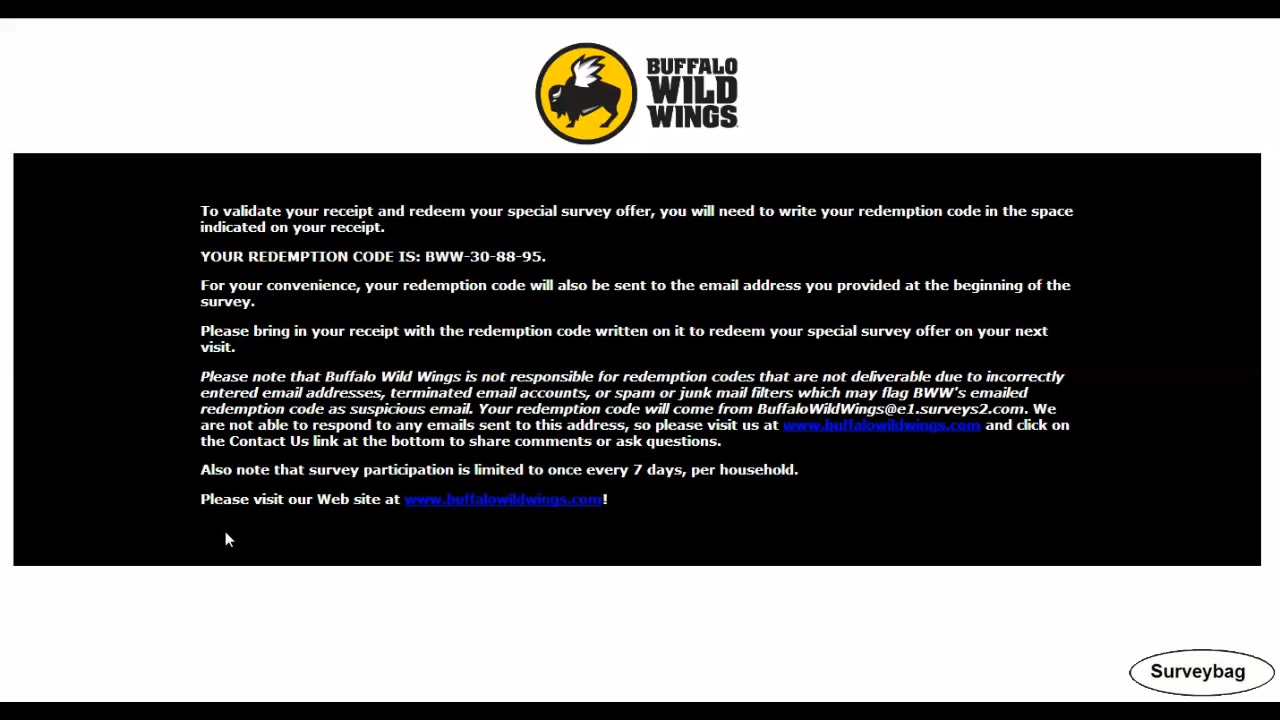 BUFFALO
WILD
WINGS
To validate your receipt and redeem your special survey offer, you will need to write your redemption code in the space
indicated on your receipt.
YOUR REDEMPTION CODE IS: BWW-30-88-95.
For your convenience, your redemption code will also be sent to the email address you provided at the beginning of the
survey.
Please bring in your receipt with the redemption code written on it to redeem your special survey offer on your next
visit.
Please note that Buffalo Wild Wings is not responsible for redemption codes that are not deliverable due to incorrectly
entered email addresses, terminated email accounts, or spam or junk mail filters which may flag BWW's emailed
redemption code as suspicious email. Your redemption code will come from BuffaloWildWings@e1.surveys2.com. We
are not able to respond to any emails sent to this address, so please visit us at www.buffalowildwings.com and click on
the Contact Us link at the bottom to share comments or ask questions.
Also note that survey participation is limited to once every 7 days, per household.
Please visit our Web site at www.buffalowildwings.com!
Surveybag